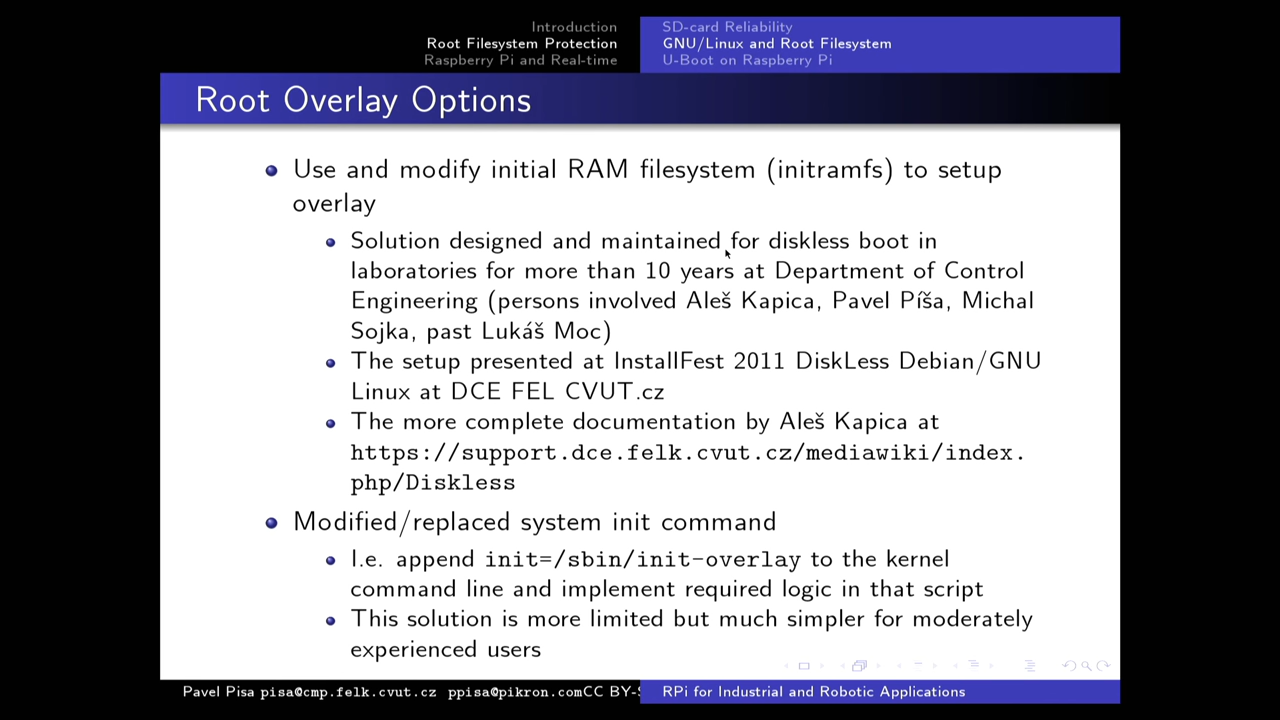 Introduction
Root Filesystem Protection
Raspberry Pi and Real-time
SD-card Reliability
GNU/Linux and Root Filesystem
U-Boot on Raspberry Pi
Root Overlay Options
Use and modify initial RAM filesystem (initramfs) to setup
overlay
Solution designed and maintained for diskless boot in
laboratories for more than 10 years at Department of Control
Engineering (persons involved Aleš Kapica, Pavel Píša, Michal
Sojka, past Lukáš Moc)
The setup presented at InstallFest 2011 DiskLess Debian/GNU
Linux at DCE FEL CVUT.cz
The more complete documentation by Aleš Kapica at
https://support.dce.felk.cvut.cz/mediawiki/index.
php/Diskless
Modified/replaced system init command
I.e. append init=/sbin/init-overlay to the kernel
command line and implement required logic in that script
This solution is more limited but much simpler for moderately
experienced users
Pavel Pisa pisa@cmp.felk.cvut.cz ppisa@pikron.comCC BY-S
RPi for Industrial and Robotic Applications